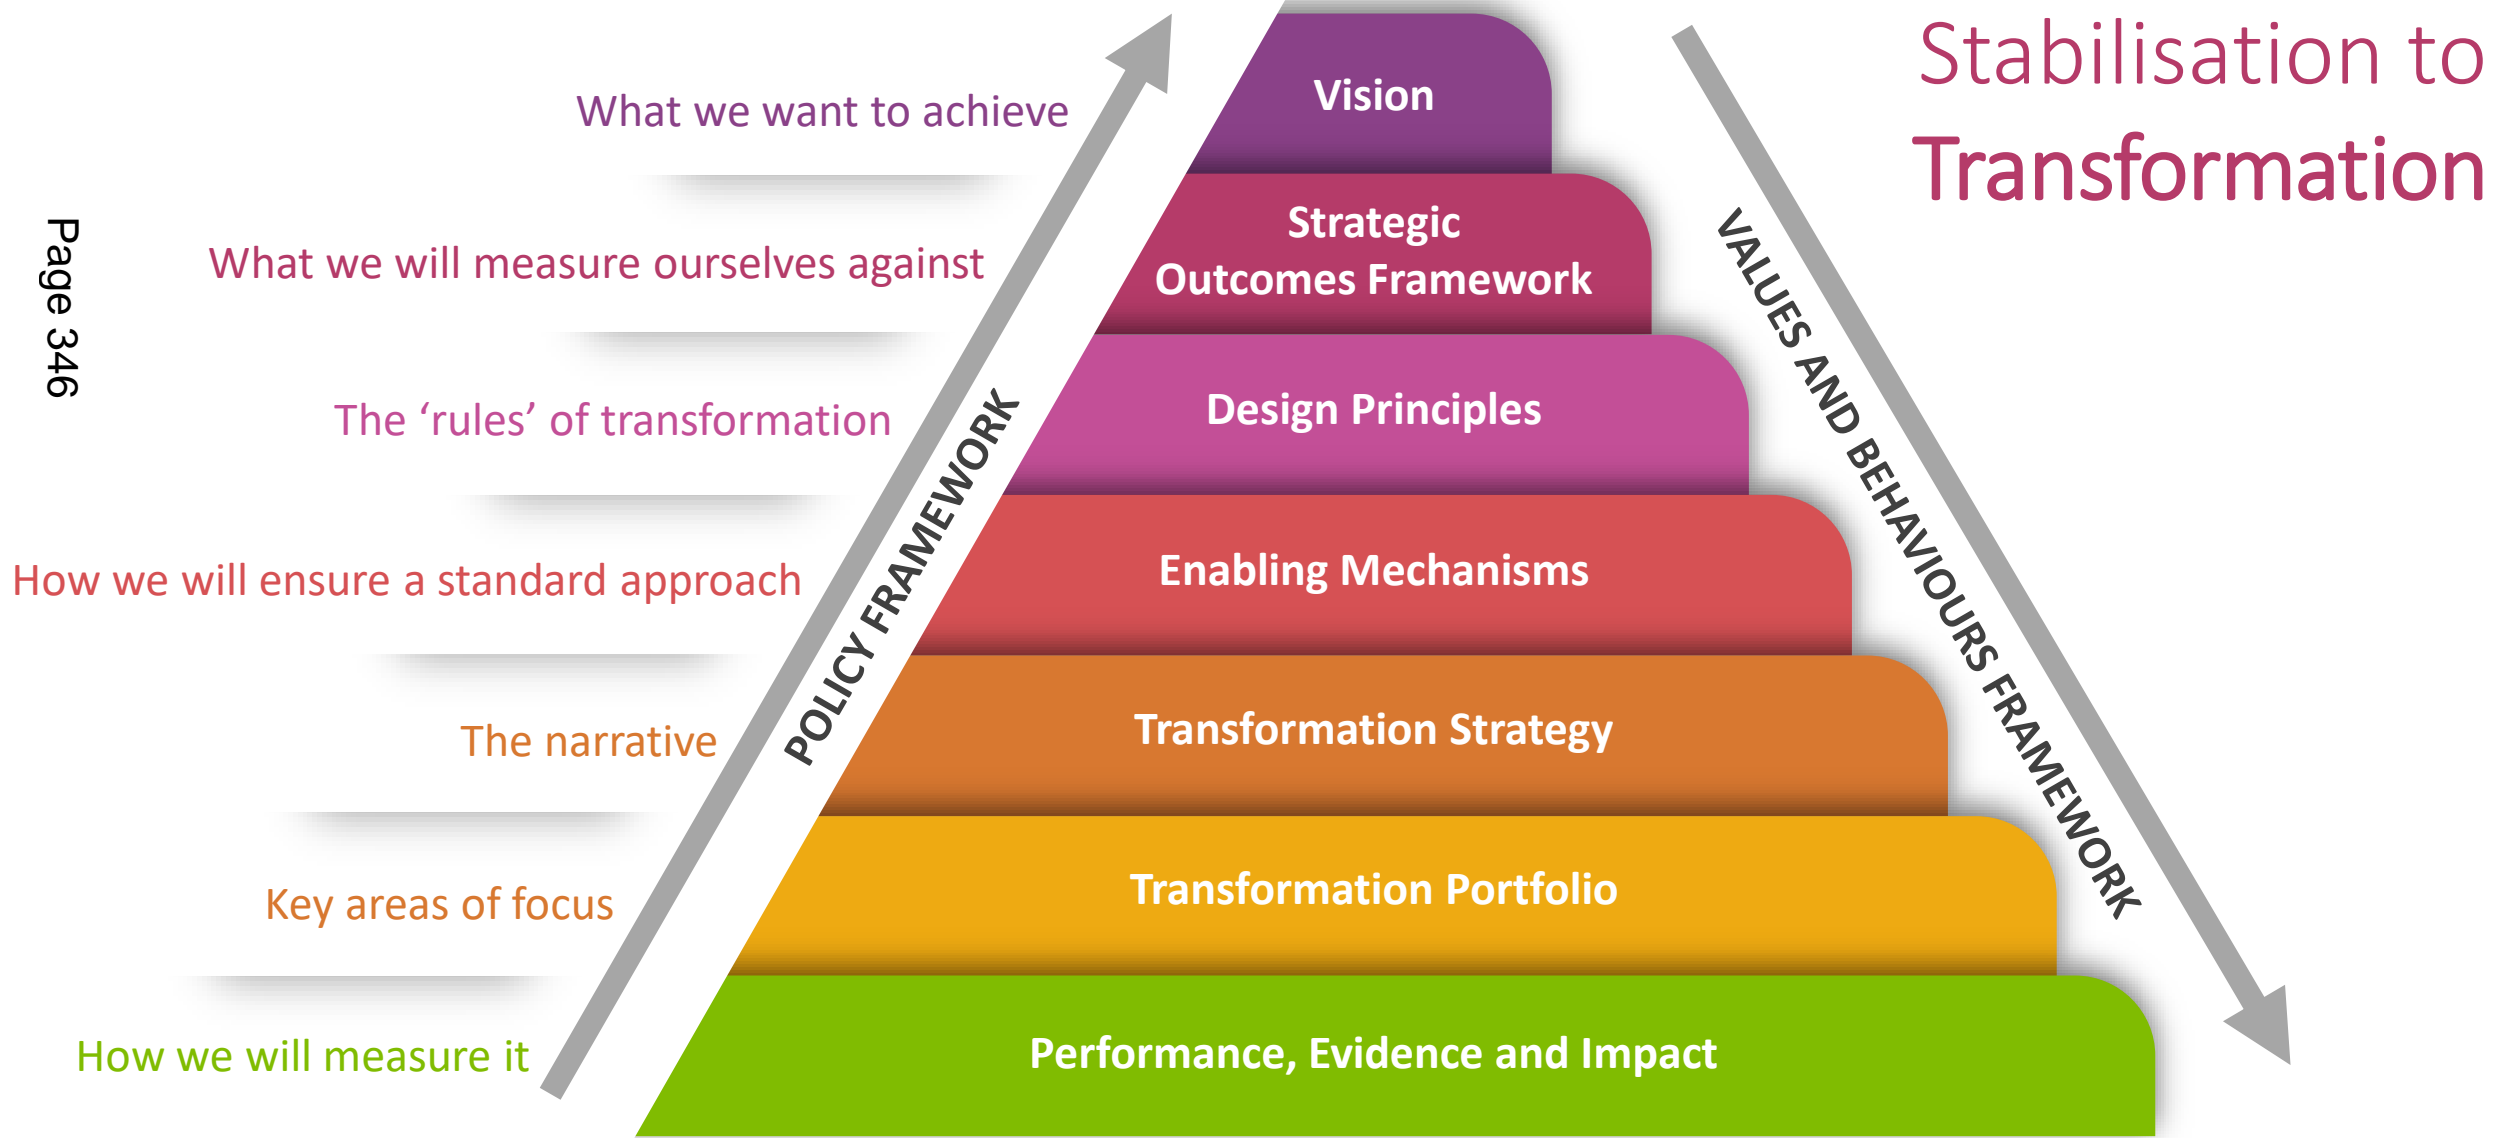 Stabilisation to
Transformation
What we want to achieve
Vision
What we will measure ourselves against
Strategic
Outcomes Framework
The ‘rules’ of transformation
Design Principles
How we will ensure a standard approach
Enabling Mechanisms
The narrative
Transformation Strategy
Key areas of focus
Transformation Portfolio
How we will measure it
Performance, Evidence and Impact
POLICY FRAMEWORK
VALUES AND BEHAVIOURS FRAMEWORK
Page 346